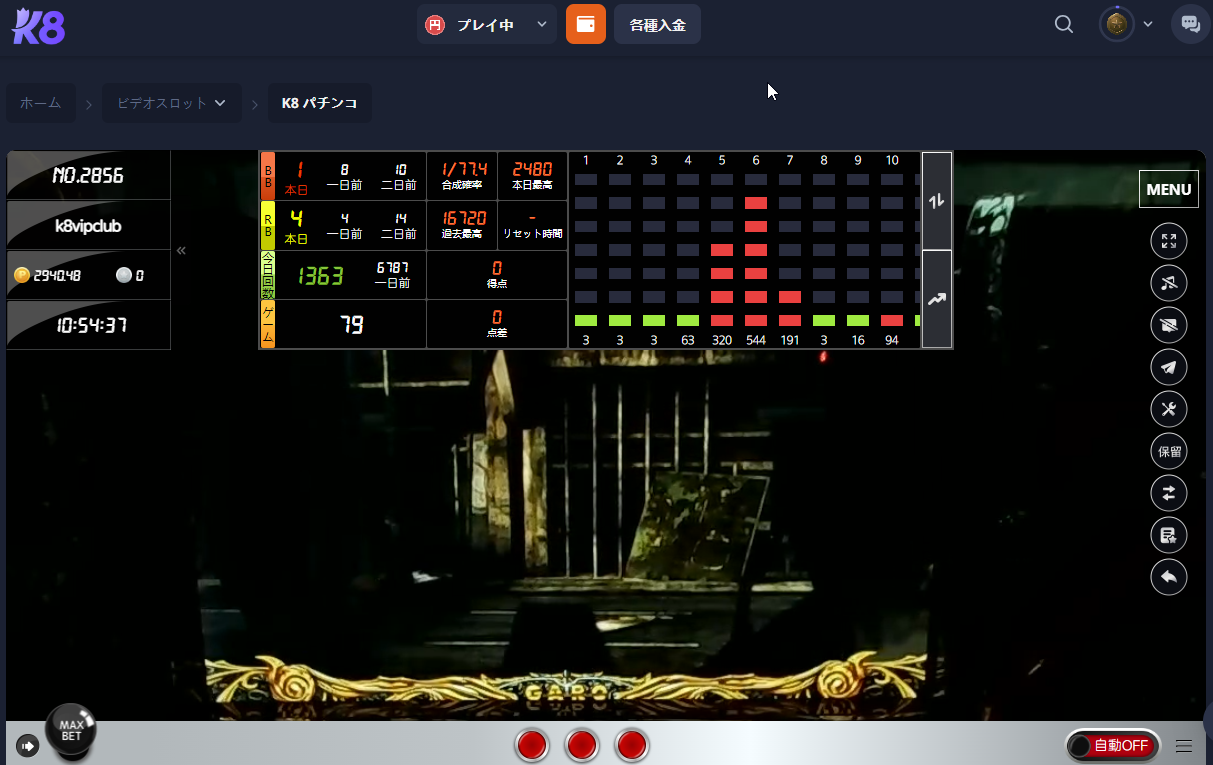 K8
円 プレイ中 各種入金
ホーム ビデオスロット K8 パチンコ
NO.2856
k8vipclub
P 2940.48 0
10:54:37
«
BB 1 本日 8 一日前 10 二日前 1/77.4 合成確率 2480 本日最高
RB 4 本日 4 一日前 14 二日前 16720 過去最高 - リセット時間
今日回数 1363 6787 一日前 0 得点
ゲーム 79 0 点差
1 2 3 4 5 6 7 8 9 10
3 3 3 63 320 544 191 3 16 94
MENU
保留
GARO
MAX BET
自動OFF